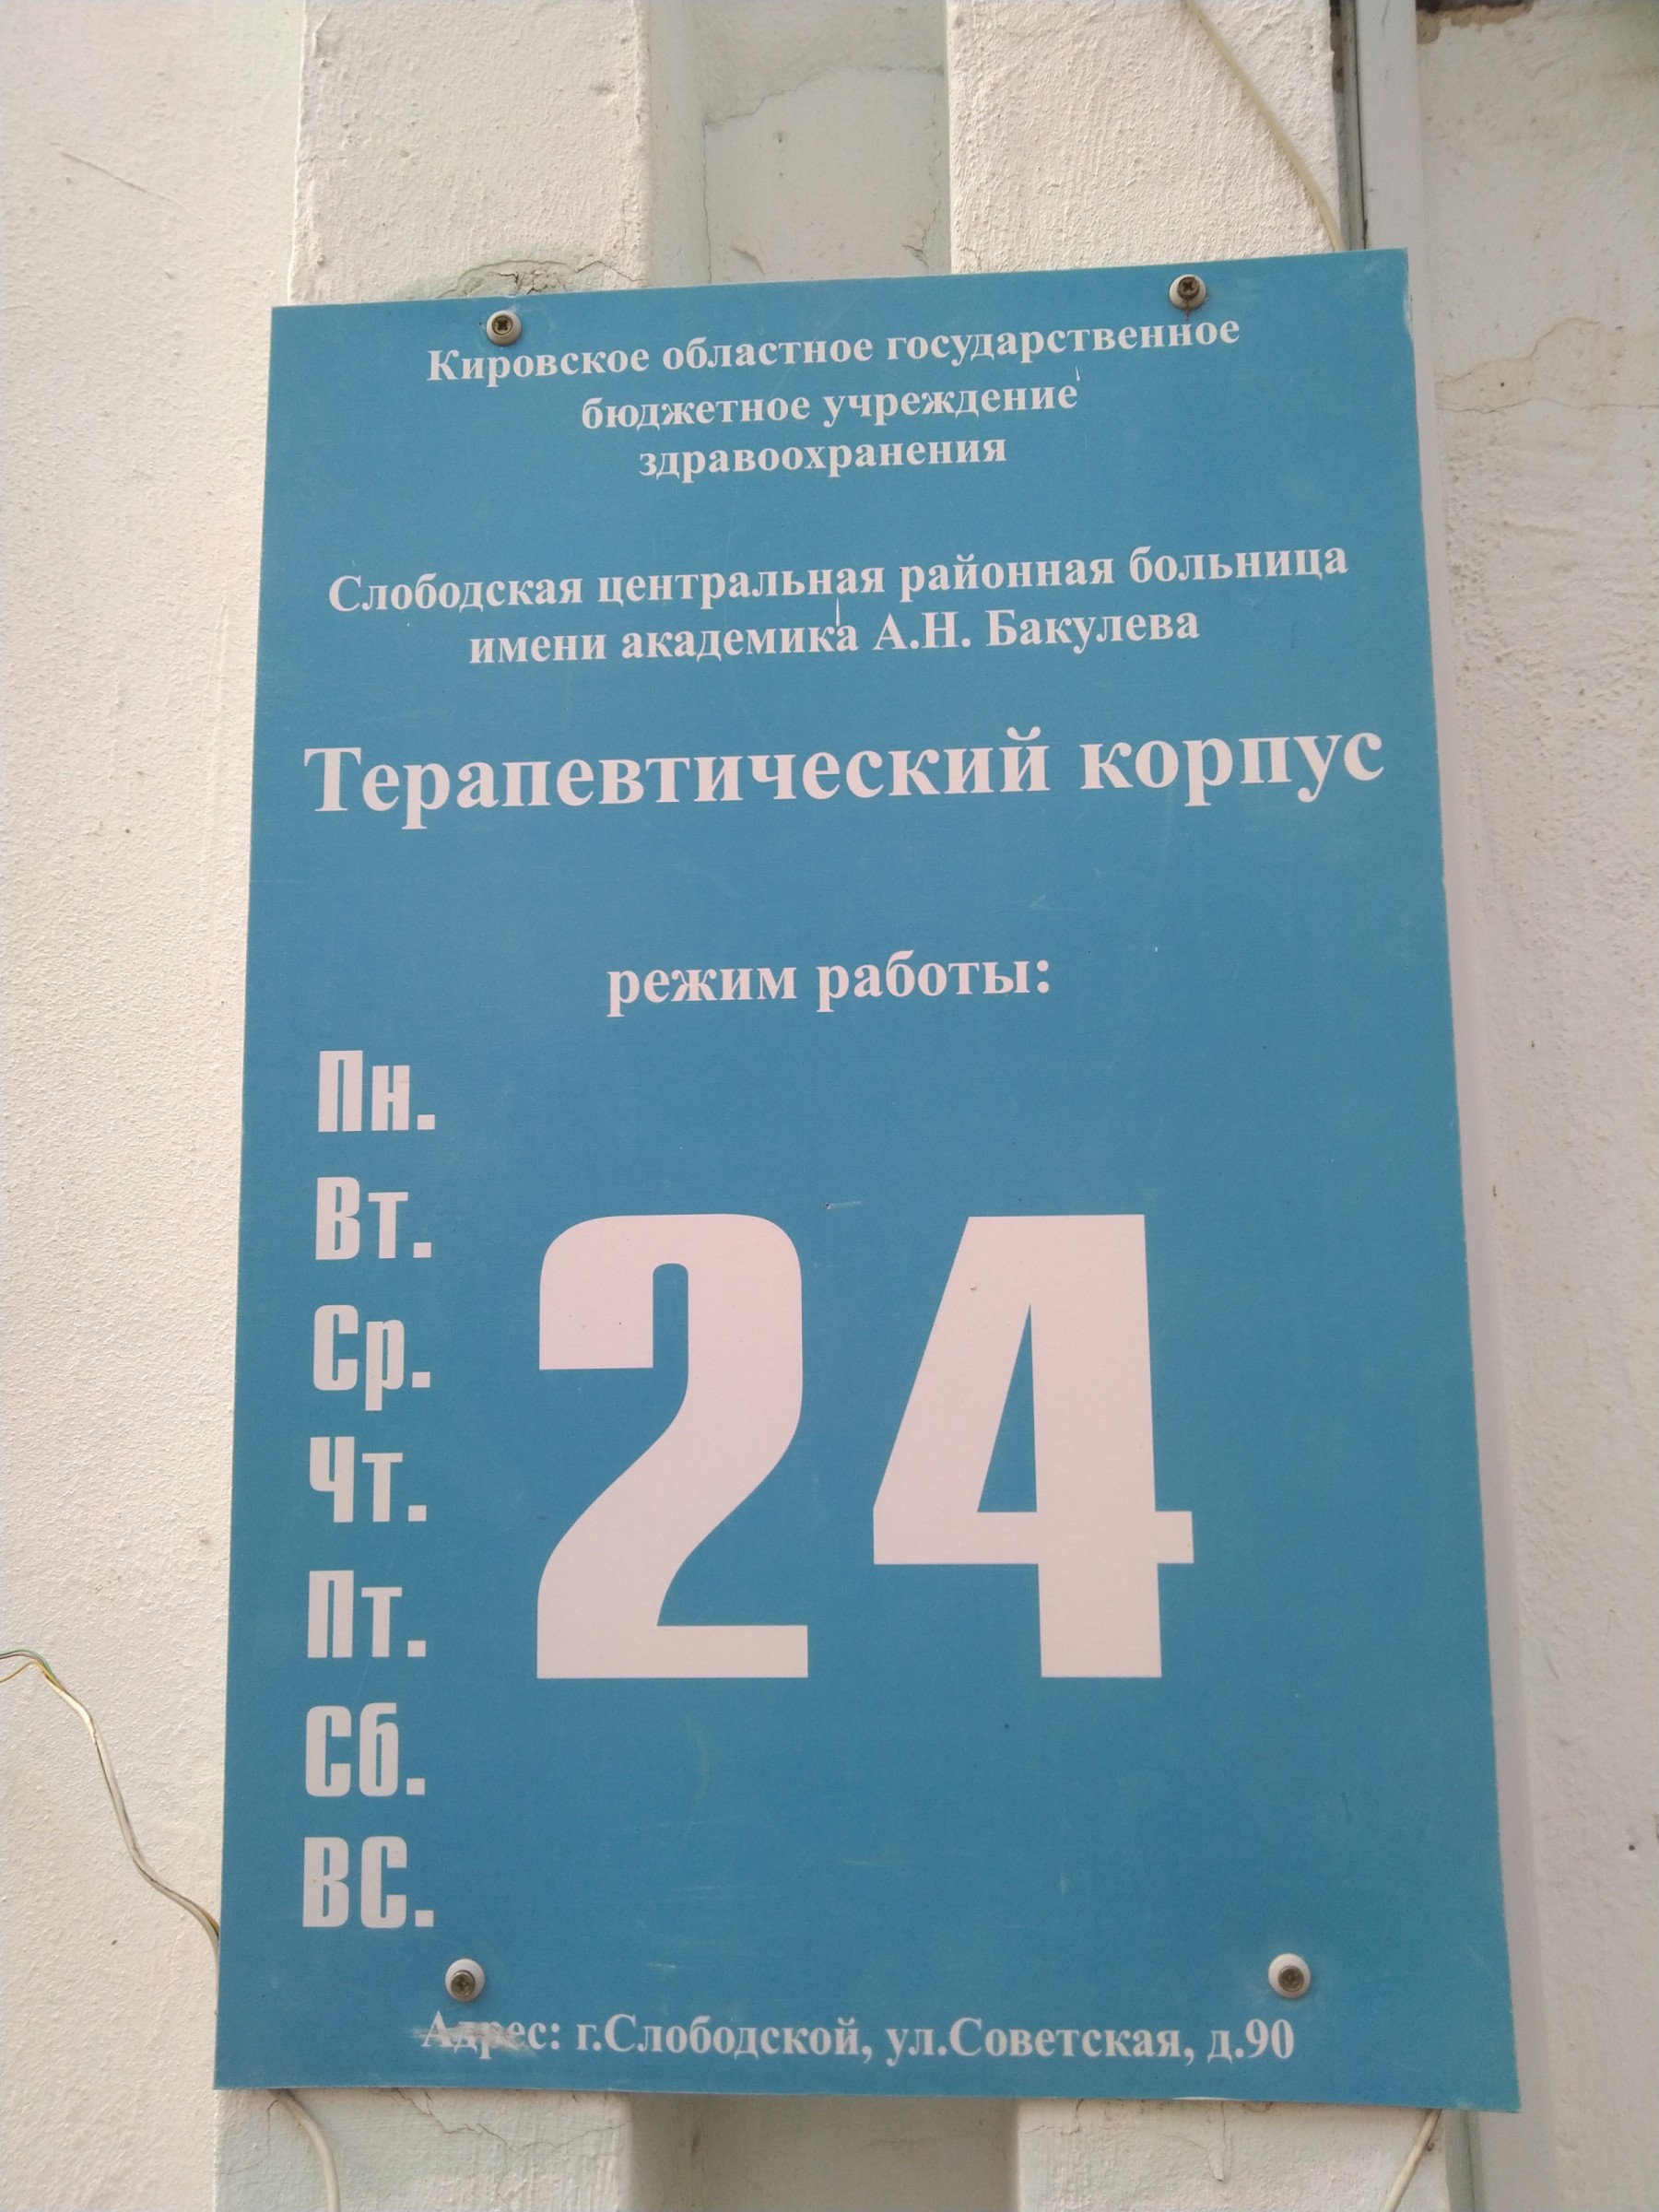 Кировское областное государственное
бюджетное учреждение
здравоохранения
Слободская центральная районная больница
имени академика А.Н. Бакулева
Терапевтический корпус
режим работы:
Пн.
Вт.
Ср.
Чт.
Пт.
Сб.
ВС.
24
Адрес: г.Слободской, ул.Советская, д.90